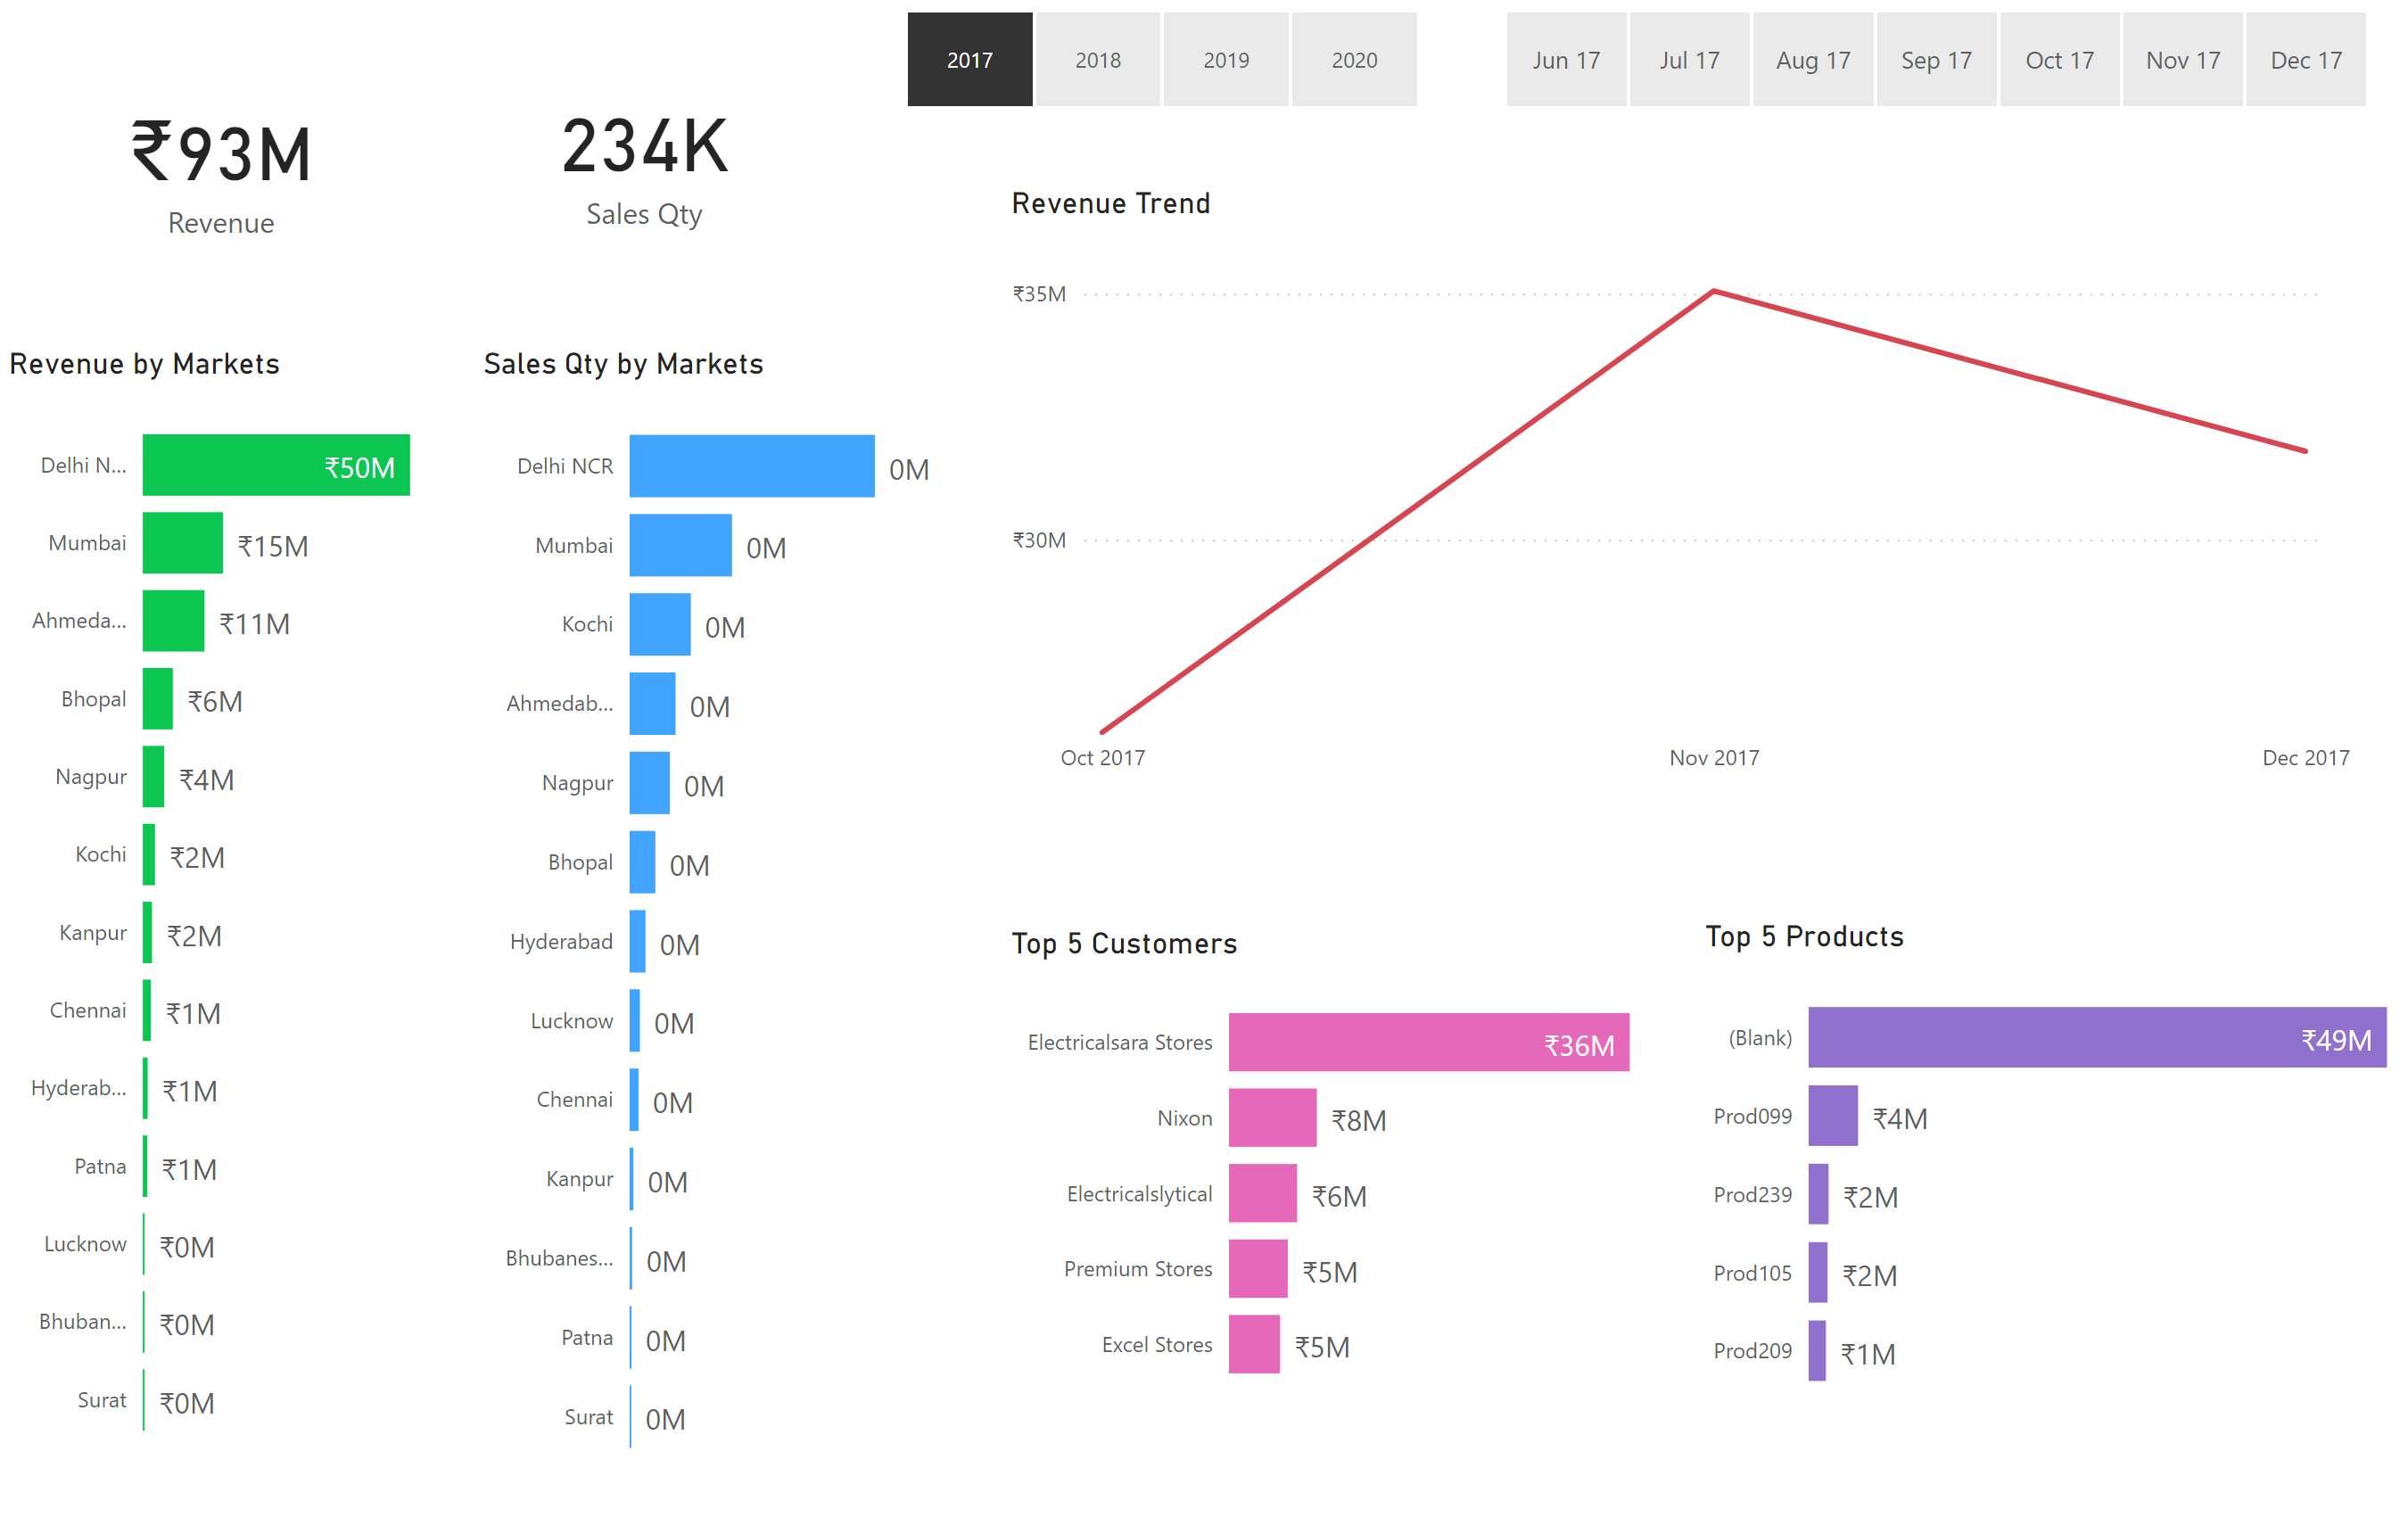 2017 2018 2019 2020 Jun 17 Jul 17 Aug 17 Sep 17 Oct 17 Nov 17 Dec 17
₹93M
Revenue
234K
Sales Qty
Revenue by Markets
Delhi N... ₹50M
Mumbai ₹15M
Ahmeda... ₹11M
Bhopal ₹6M
Nagpur ₹4M
Kochi ₹2M
Kanpur ₹2M
Chennai ₹1M
Hyderab... ₹1M
Patna ₹1M
Lucknow ₹0M
Bhuban... ₹0M
Surat ₹0M
Sales Qty by Markets
Delhi NCR 0M
Mumbai 0M
Kochi 0M
Ahmedab... 0M
Nagpur 0M
Bhopal 0M
Hyderabad 0M
Lucknow 0M
Chennai 0M
Kanpur 0M
Bhubanes... 0M
Patna 0M
Surat 0M
Revenue Trend
₹35M
₹30M
Oct 2017 Nov 2017 Dec 2017
Top 5 Customers
Electricalsara Stores ₹36M
Nixon ₹8M
Electricalslytical ₹6M
Premium Stores ₹5M
Excel Stores ₹5M
Top 5 Products
(Blank) ₹49M
Prod099 ₹4M
Prod239 ₹2M
Prod105 ₹2M
Prod209 ₹1M